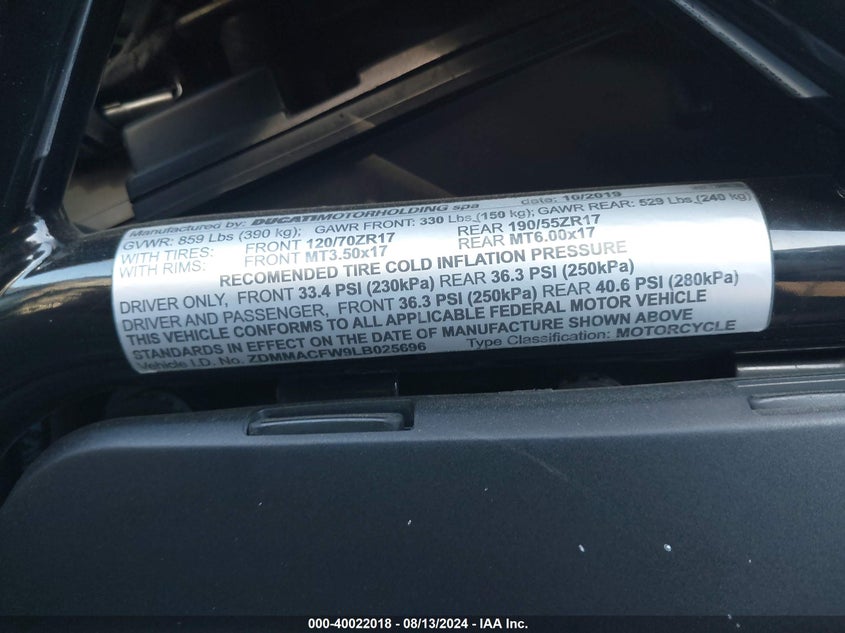 Manufactured by: DUCATIMOTORHOLDING spa date: 10/2019
GVWR: 859 Lbs (390 kg); GAWR FRONT: 330 Lbs,(150 kg); GAWR REAR: 529 Lbs,(240 kg)
WITH TIRES: FRONT 120/70ZR17 REAR 190/55ZR17
WITH RIMS: FRONT MT3.50x17 REAR MT6.00x17
RECOMENDED TIRE COLD INFLATION PRESSURE
DRIVER ONLY, FRONT 33.4 PSI (230kPa) REAR 36.3 PSI (250kPa)
DRIVER AND PASSENGER, FRONT 36.3 PSI (250kPa) REAR 40.6 PSI (280kPa)
THIS VEHICLE CONFORMS TO ALL APPLICABLE FEDERAL MOTOR VEHICLE
STANDARDS IN EFFECT ON THE DATE OF MANUFACTURE SHOWN ABOVE
Vehicle I.D. No. ZDMMACFW9LB025696 Type Classification: MOTORCYCLE
000-40022018 - 08/13/2024 - IAA Inc.